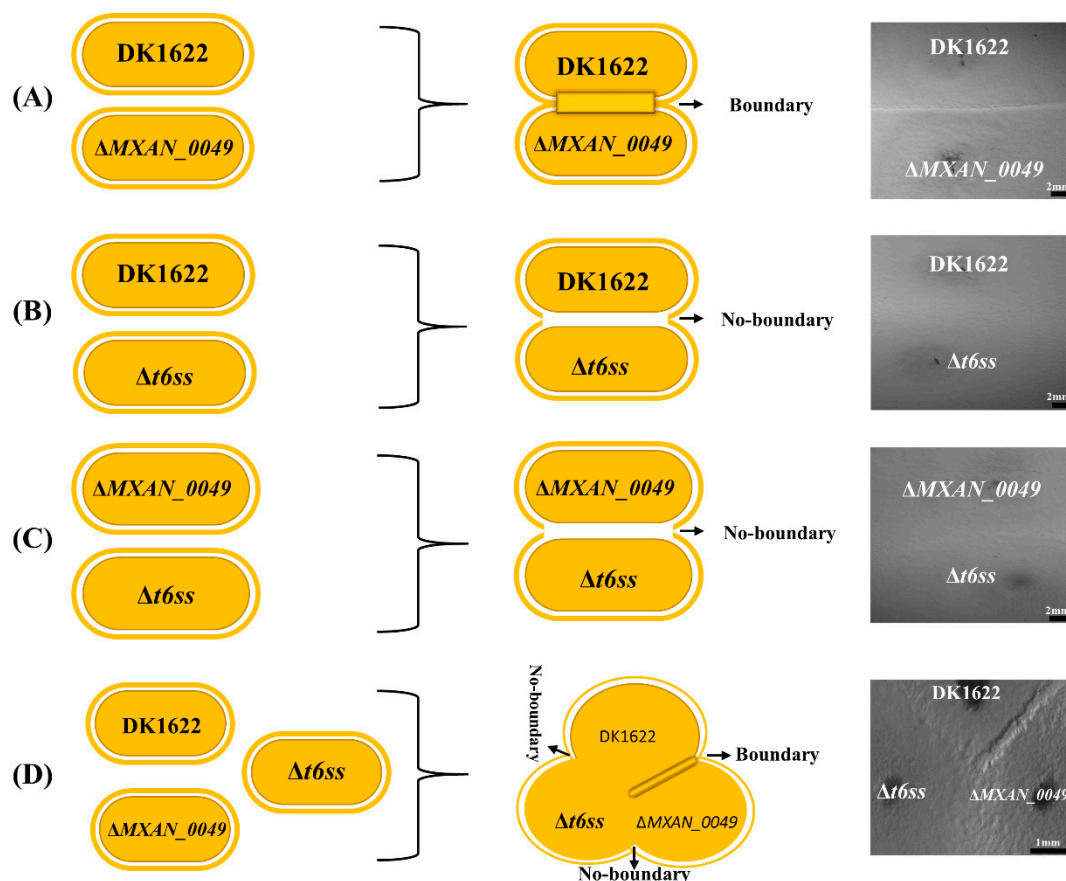 (A)
DK1622
ΔMXAN_0049
DK1622
ΔMXAN_0049
Boundary
ΔMXAN_0049
2mm
(B)
DK1622
Δt6ss
DK1622
Δt6ss
No-boundary
DK1622
Δt6ss
2mm
(C)
ΔMXAN_0049
Δt6ss
ΔMXAN_0049
Δt6ss
No-boundary
ΔMXAN_0049
Δt6ss
2mm
(D)
DK1622
Δt6ss
ΔMXAN_0049
No-boundary
DK1622
Boundary
Δt6ss
ΔMXAN_0049
No-boundary
DK1622
Δt6ss
ΔMXAN_0049
1mm